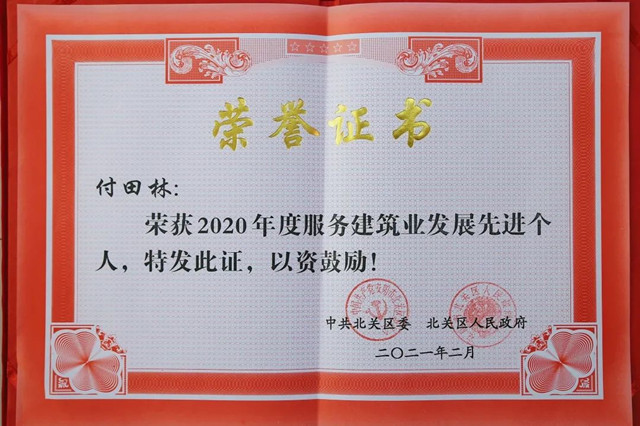 荣誉证书
付田林：
荣获2020年度服务建筑业发展先进个
人，特发此证，以资鼓励！
中共北关区委 北关区人民政府
二〇二一年二月